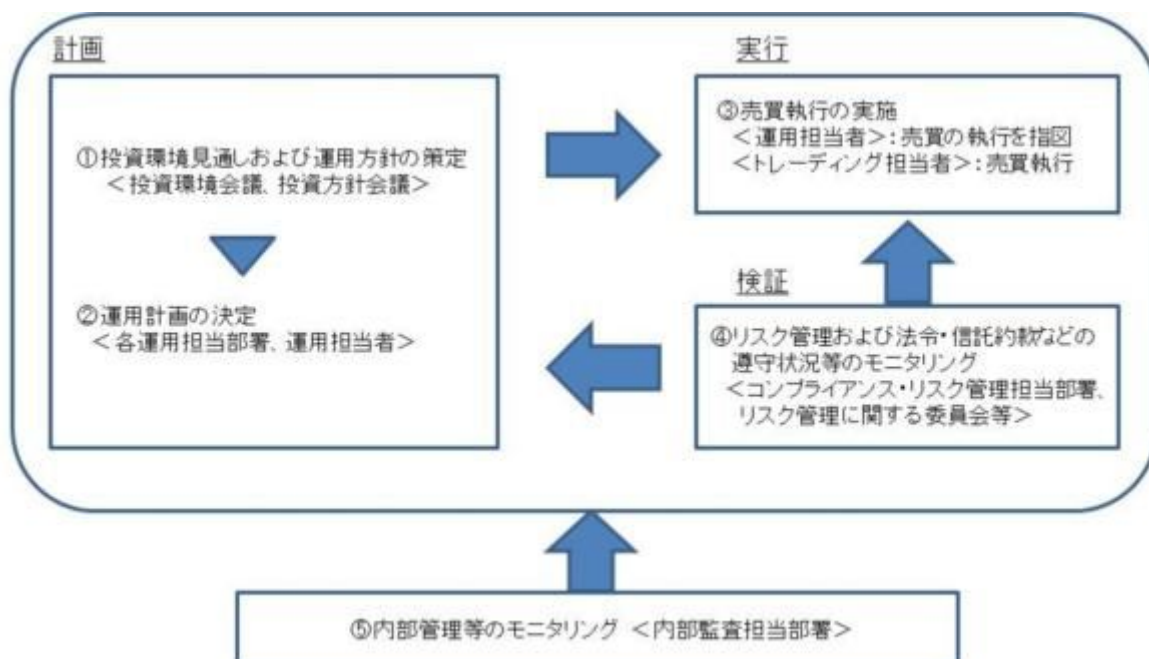 計画
①投資環境見通しおよび運用方針の策定
＜投資環境会議、投資方針会議＞
②運用計画の決定
＜各運用担当部署、運用担当者＞
実行
③売買執行の実施
＜運用担当者＞：売買の執行を指図
＜トレーディング担当者＞：売買執行
検証
④リスク管理および法令・信託約款などの
遵守状況等のモニタリング
＜コンプライアンス・リスク管理担当部署、
リスク管理に関する委員会等＞
⑤内部管理等のモニタリング ＜内部監査担当部署＞